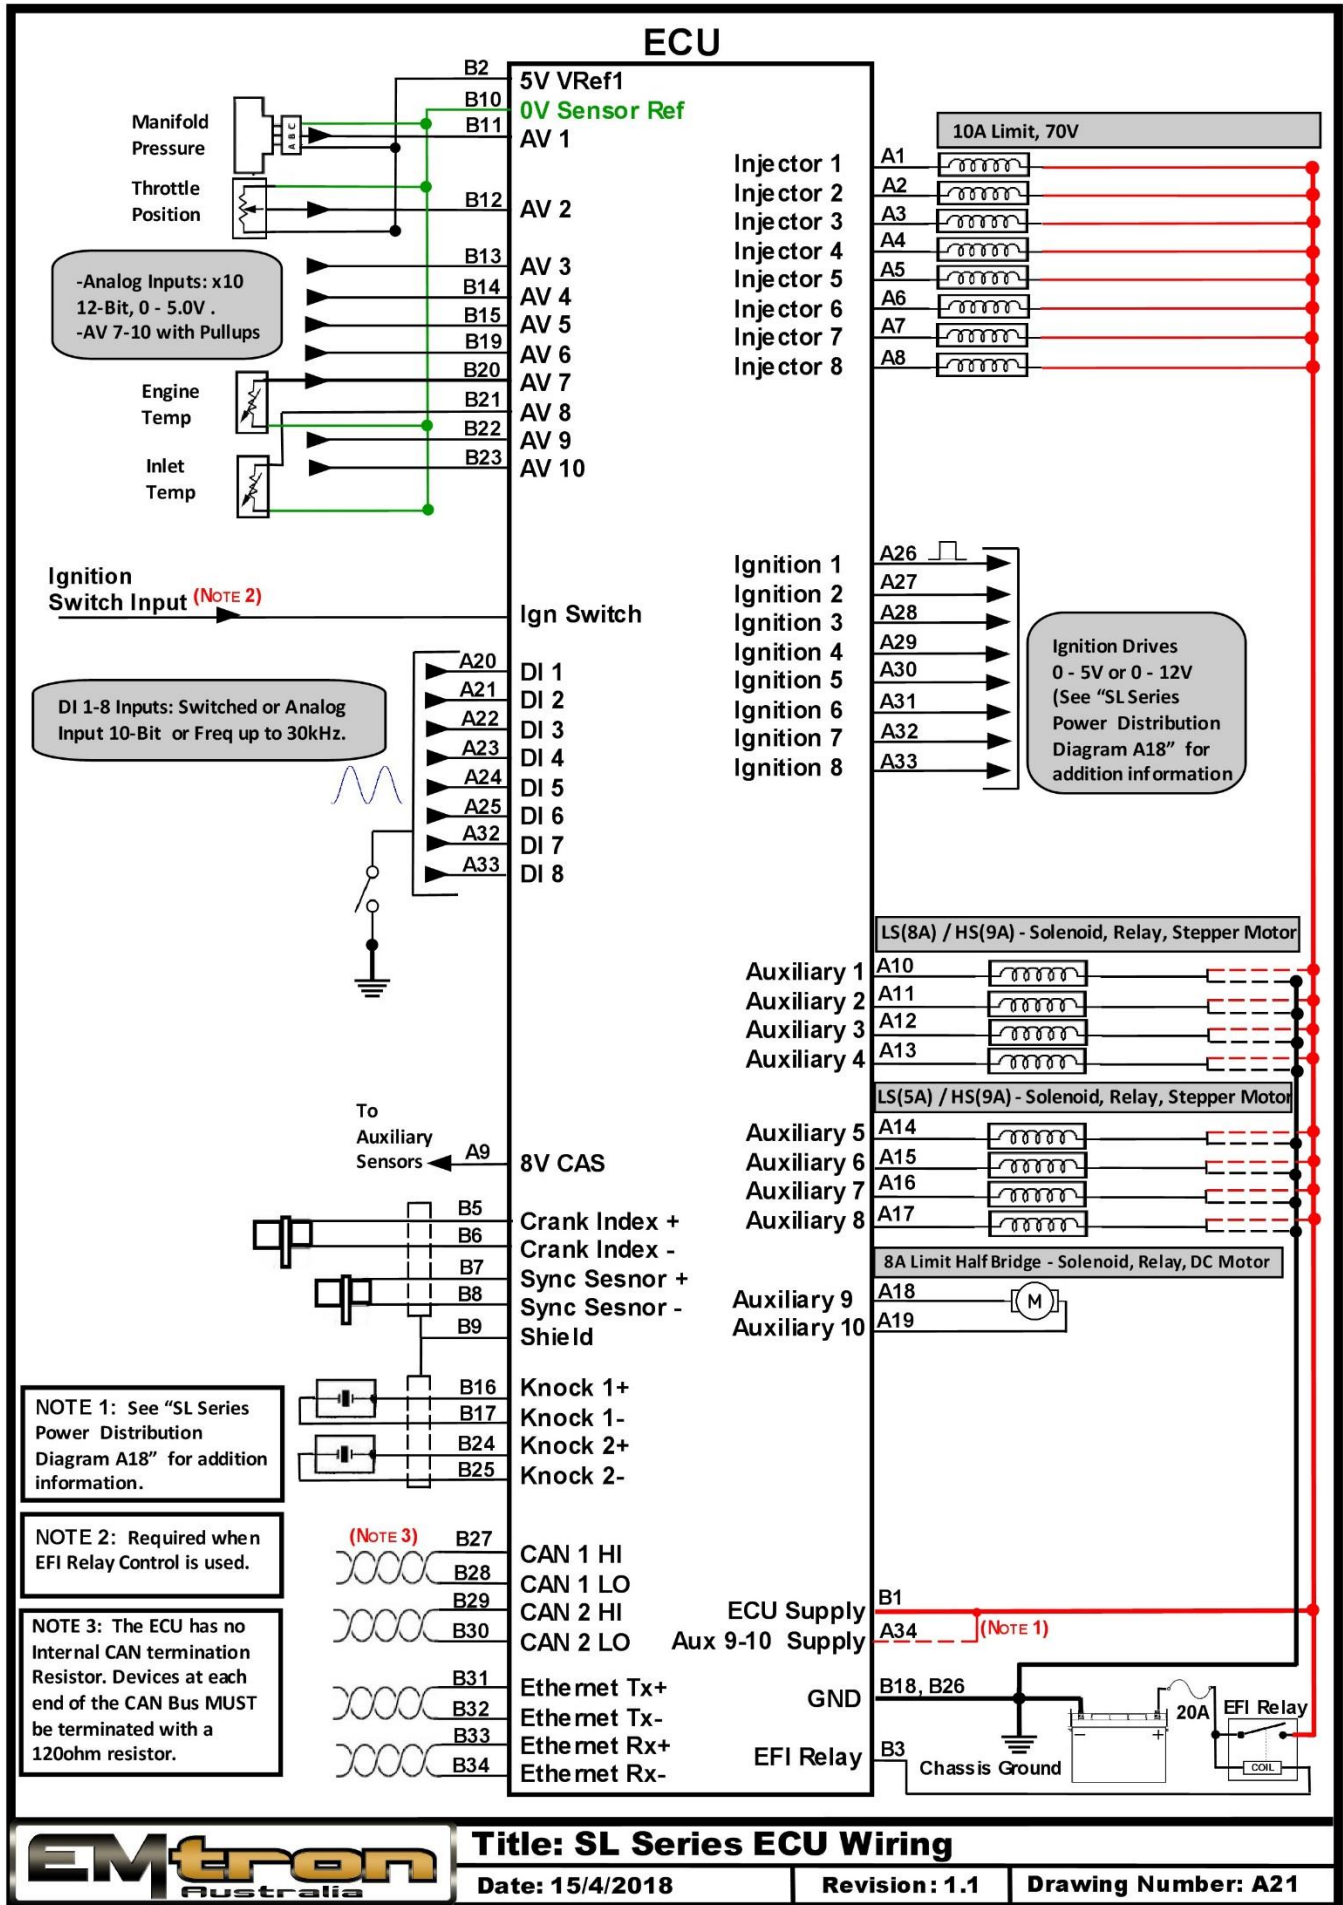 ECU
B2
5V VRef1
B10
0V Sensor Ref
B11
AV 1
Manifold
Pressure
A B C
Throttle
Position
B12
AV 2
-Analog Inputs: x10
12-Bit, 0 - 5.0V .
-AV 7-10 with Pullups
B13
AV 3
B14
AV 4
B15
AV 5
B19
AV 6
B20
AV 7
B21
AV 8
B22
AV 9
B23
AV 10
Engine
Temp
Inlet
Temp
Ignition
Switch Input (NOTE 2)
Ign Switch
DI 1-8 Inputs: Switched or Analog
Input 10-Bit or Freq up to 30kHz.
A20
DI 1
A21
DI 2
A22
DI 3
A23
DI 4
A24
DI 5
A25
DI 6
A32
DI 7
A33
DI 8
To
Auxiliary
Sensors
A9
8V CAS
B5
Crank Index +
B6
Crank Index -
B7
Sync Sesnor +
B8
Sync Sesnor -
B9
Shield
B16
Knock 1+
B17
Knock 1-
B24
Knock 2+
B25
Knock 2-
(NOTE 3)
B27
CAN 1 HI
B28
CAN 1 LO
B29
CAN 2 HI
B30
CAN 2 LO
B31
Ethernet Tx+
B32
Ethernet Tx-
B33
Ethernet Rx+
B34
Ethernet Rx-
NOTE 1: See “SL Series
Power Distribution
Diagram A18” for addition
information.
NOTE 2: Required when
EFI Relay Control is used.
NOTE 3: The ECU has no
Internal CAN termination
Resistor. Devices at each
end of the CAN Bus MUST
be terminated with a
120ohm resistor.
10A Limit, 70V
Injector 1
A1
Injector 2
A2
Injector 3
A3
Injector 4
A4
Injector 5
A5
Injector 6
A6
Injector 7
A7
Injector 8
A8
Ignition 1
A26
Ignition 2
A27
Ignition 3
A28
Ignition 4
A29
Ignition 5
A30
Ignition 6
A31
Ignition 7
A32
Ignition 8
A33
Ignition Drives
0 - 5V or 0 - 12V
(See “SL Series
Power Distribution
Diagram A18” for
addition information
LS(8A) / HS(9A) - Solenoid, Relay, Stepper Motor
Auxiliary 1
A10
Auxiliary 2
A11
Auxiliary 3
A12
Auxiliary 4
A13
LS(5A) / HS(9A) - Solenoid, Relay, Stepper Motor
Auxiliary 5
A14
Auxiliary 6
A15
Auxiliary 7
A16
Auxiliary 8
A17
8A Limit Half Bridge - Solenoid, Relay, DC Motor
Auxiliary 9
A18
M
Auxiliary 10
A19
ECU Supply
B1
Aux 9-10 Supply
A34
(NOTE 1)
GND
B18, B26
EFI Relay
B3
Chassis Ground
- +
20A
EFI Relay
COIL
EMtron
Australia
Title: SL Series ECU Wiring
Date: 15/4/2018
Revision: 1.1
Drawing Number: A21